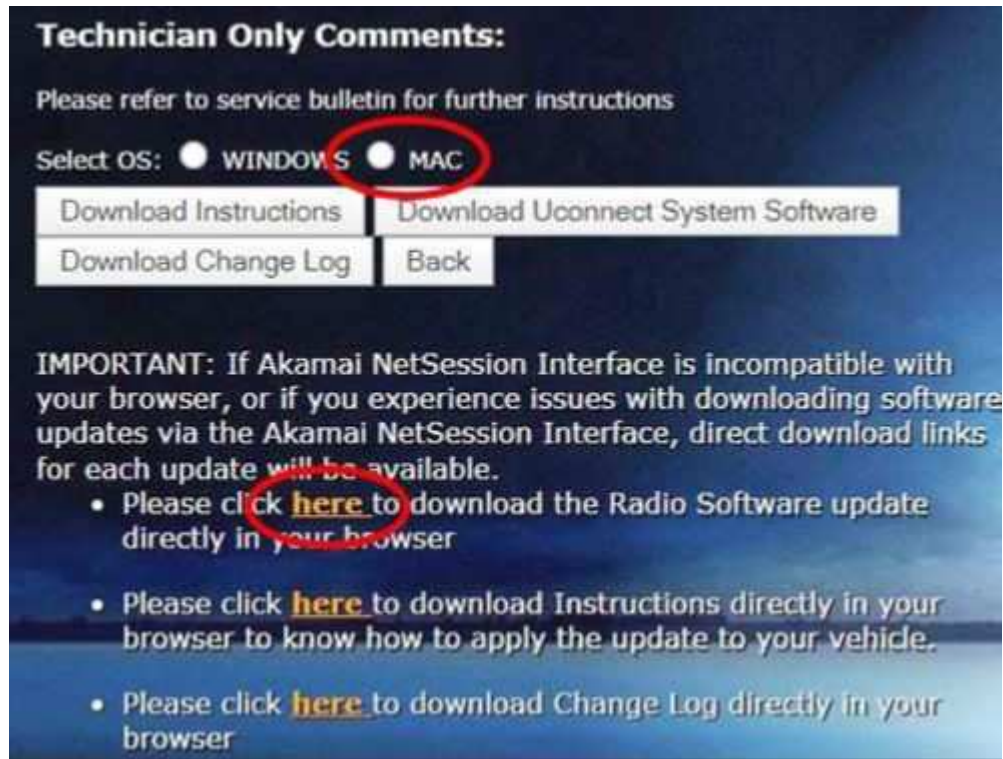 Technician Only Comments:
Please refer to service bulletin for further instructions
Select OS: WINDOWS MAC
Download Instructions Download Uconnect System Software
Download Change Log Back
IMPORTANT: If Akamai NetSession Interface is incompatible with
your browser, or if you experience issues with downloading software
updates via the Akamai NetSession Interface, direct download links
for each update will be available.
• Please click here to download the Radio Software update
directly in your browser
• Please click here to download Instructions directly in your
browser to know how to apply the update to your vehicle.
• Please click here to download Change Log directly in your
browser